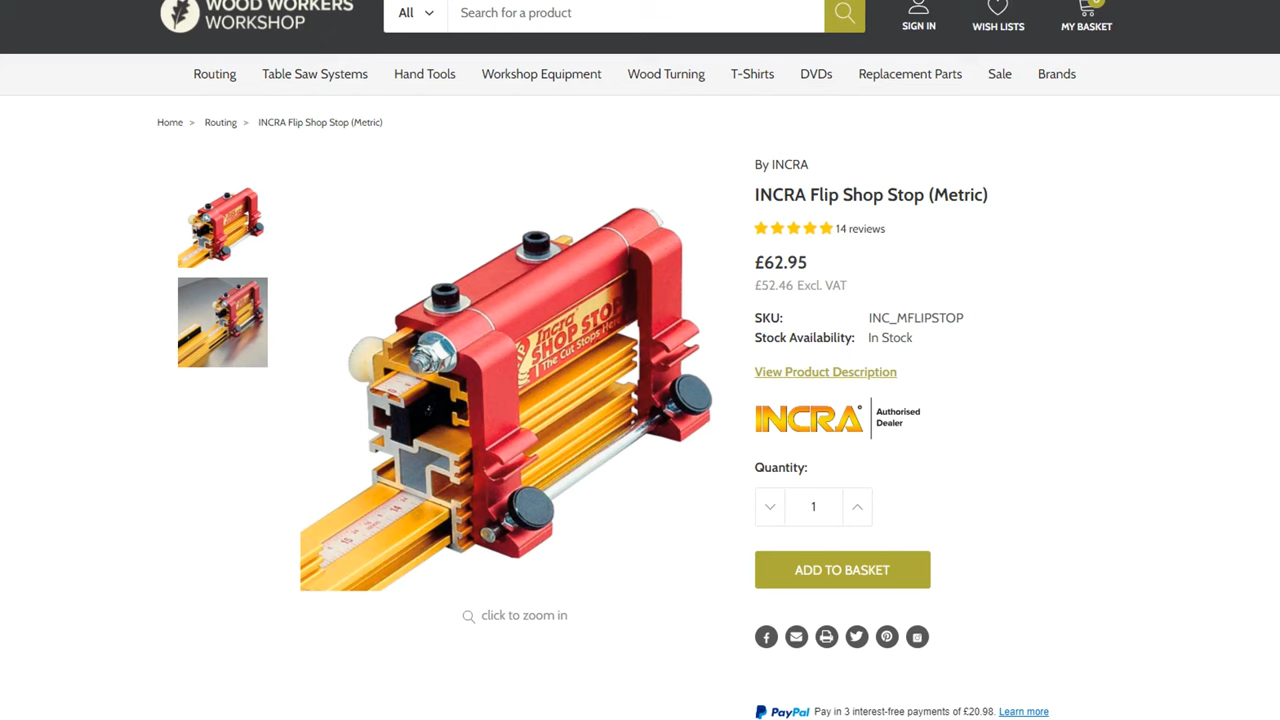 WOOD WORKERS
WORKSHOP
All
Search for a product
SIGN IN
WISH LISTS
MY BASKET
Routing
Table Saw Systems
Hand Tools
Workshop Equipment
Wood Turning
T-Shirts
DVDs
Replacement Parts
Sale
Brands
Home > Routing > INCRA Flip Shop Stop (Metric)
By INCRA
INCRA Flip Shop Stop (Metric)
14 reviews
£62.95
£52.46 Excl. VAT
SKU: INC_MFLIPSTOP
Stock Availability: In Stock
View Product Description
INCRA
Authorised
Dealer
Quantity:
1
ADD TO BASKET
Incra
SHOP STOP
The Cut Stops Here
14
15
click to zoom in
PayPal Pay in 3 interest-free payments of £20.98. Learn more